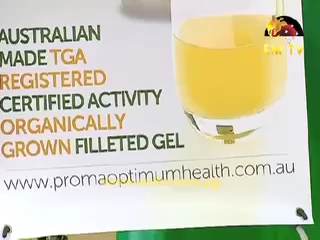 AUSTRALIAN
MADE TGA
REGISTERED
CERTIFIED ACTIVITY
ORGANICALLY
GROWN FILLETED GEL
www.promaoptimumhealth.com.au